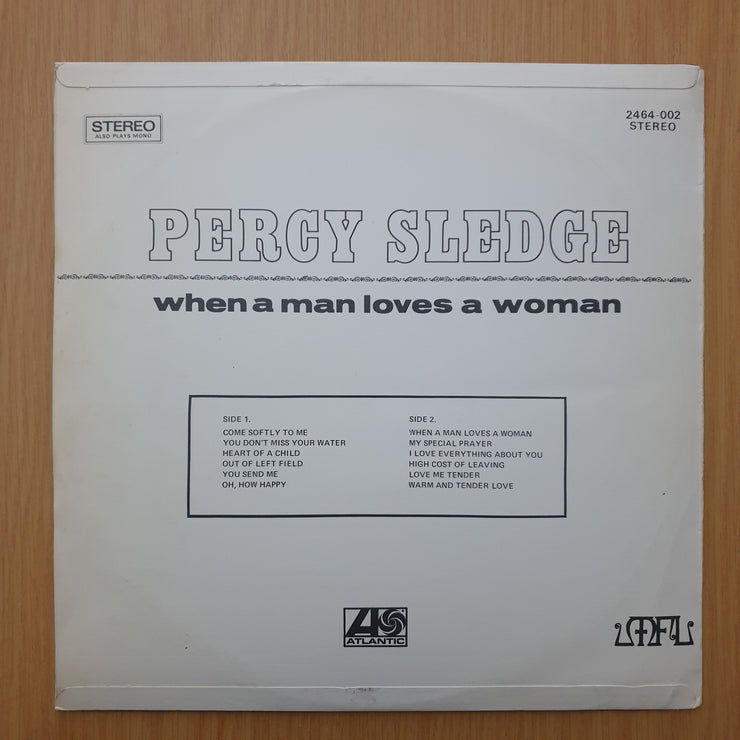 STEREO
ALSO PLAYS MONO
2464-002
STEREO
PERCY SLEDGE
when a man loves a woman
SIDE 1.
COME SOFTLY TO ME
YOU DON'T MISS YOUR WATER
HEART OF A CHILD
OUT OF LEFT FIELD
YOU SEND ME
OH, HOW HAPPY
SIDE 2.
WHEN A MAN LOVES A WOMAN
MY SPECIAL PRAYER
I LOVE EVERYTHING ABOUT YOU
HIGH COST OF LEAVING
LOVE ME TENDER
WARM AND TENDER LOVE
ATLANTIC